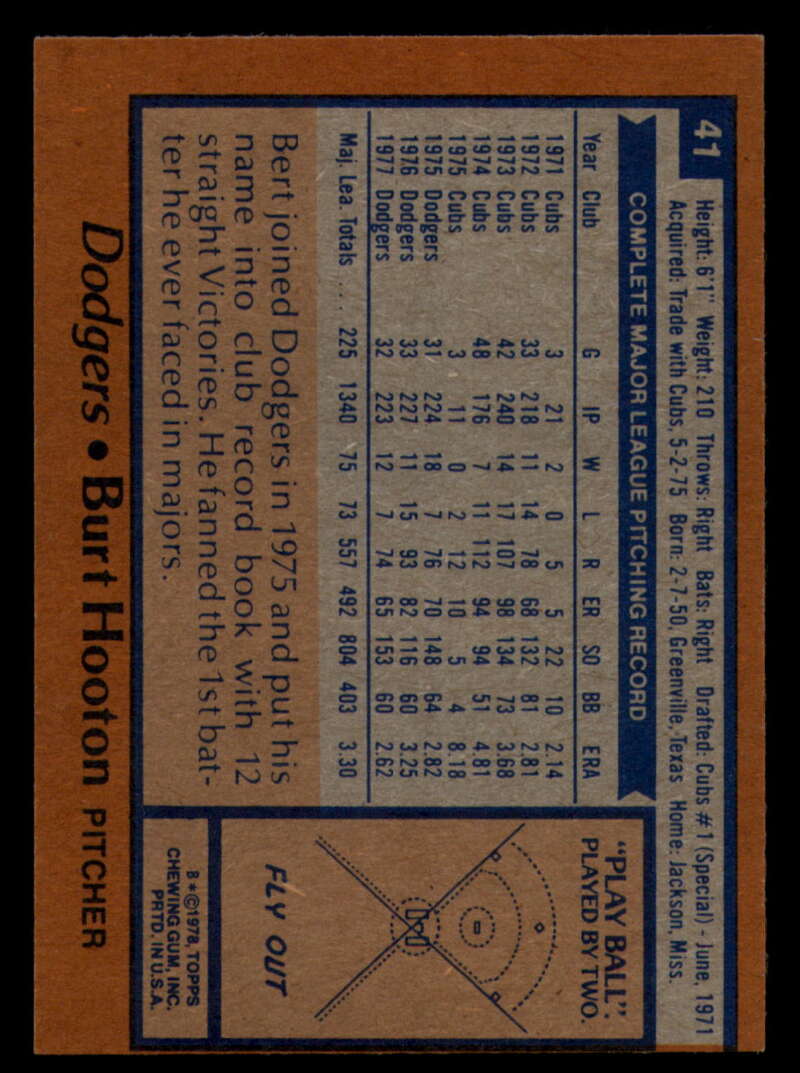 41
Height: 6'1" Weight: 210 Throws: Right Bats: Right Drafted: Cubs #1 (Special) - June, 1971
Acquired: Trade with Cubs, 5-2-75 Born: 2-7-50, Greenville, Texas Home: Jackson, Miss.
COMPLETE MAJOR LEAGUE PITCHING RECORD
Year Club G IP W L R ER SO BB ERA
1971 Cubs 3 21 2 0 5 5 22 10 2.14
1972 Cubs 33 218 11 14 78 68 132 81 2.81
1973 Cubs 42 240 14 17 107 98 134 73 3.68
1974 Cubs 48 176 7 11 112 94 94 51 4.81
1975 Cubs 3 11 0 2 12 10 5 4 8.18
1975 Dodgers 31 224 18 7 76 70 148 64 2.82
1976 Dodgers 33 227 11 15 93 82 116 60 3.25
1977 Dodgers 32 223 12 7 74 65 153 60 2.62
Maj. Lea. Totals .... 225 1340 75 73 557 492 804 403 3.30
Bert joined Dodgers in 1975 and put his
name into club record book with 12
straight Victories. He fanned the 1st bat-
ter he ever faced in majors.
"PLAY BALL":
PLAYED BY TWO.
FLY OUT
B*©1978, TOPPS
CHEWING GUM, INC.
PRTD. IN U.S.A.
Dodgers • Burt Hooton PITCHER